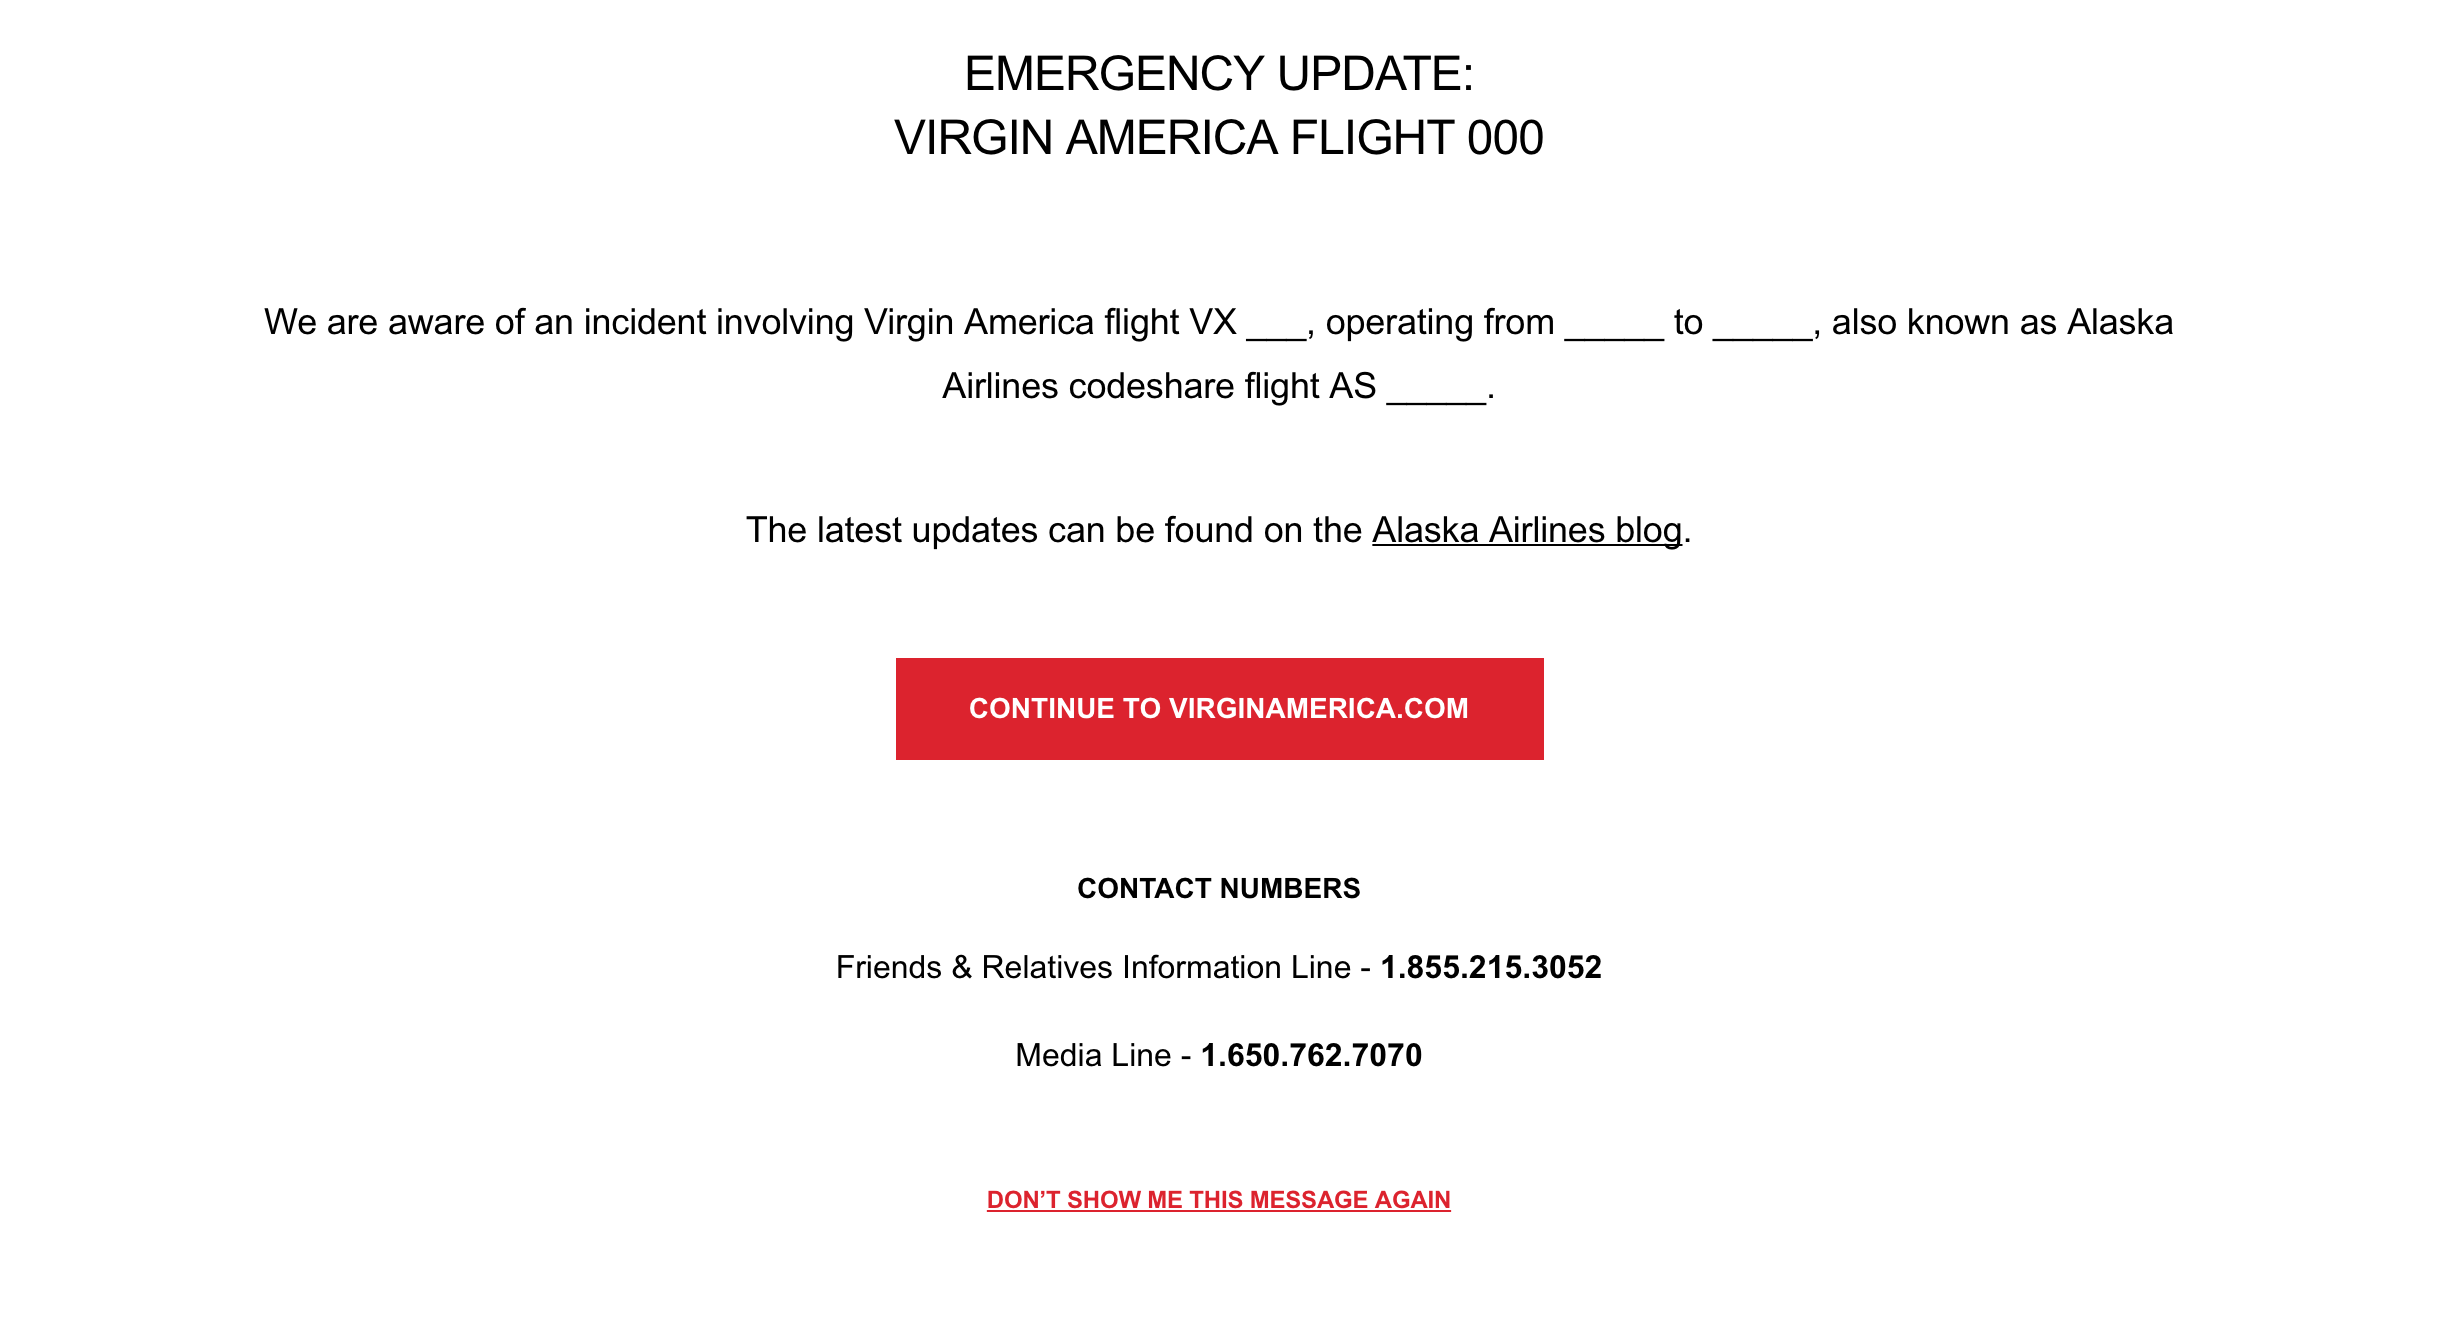 EMERGENCY UPDATE:
VIRGIN AMERICA FLIGHT 000
We are aware of an incident involving Virgin America flight VX ___, operating from _____ to _____, also known as Alaska
Airlines codeshare flight AS _____.
The latest updates can be found on the Alaska Airlines blog.
CONTINUE TO VIRGINAMERICA.COM
CONTACT NUMBERS
Friends & Relatives Information Line - 1.855.215.3052
Media Line - 1.650.762.7070
DON’T SHOW ME THIS MESSAGE AGAIN